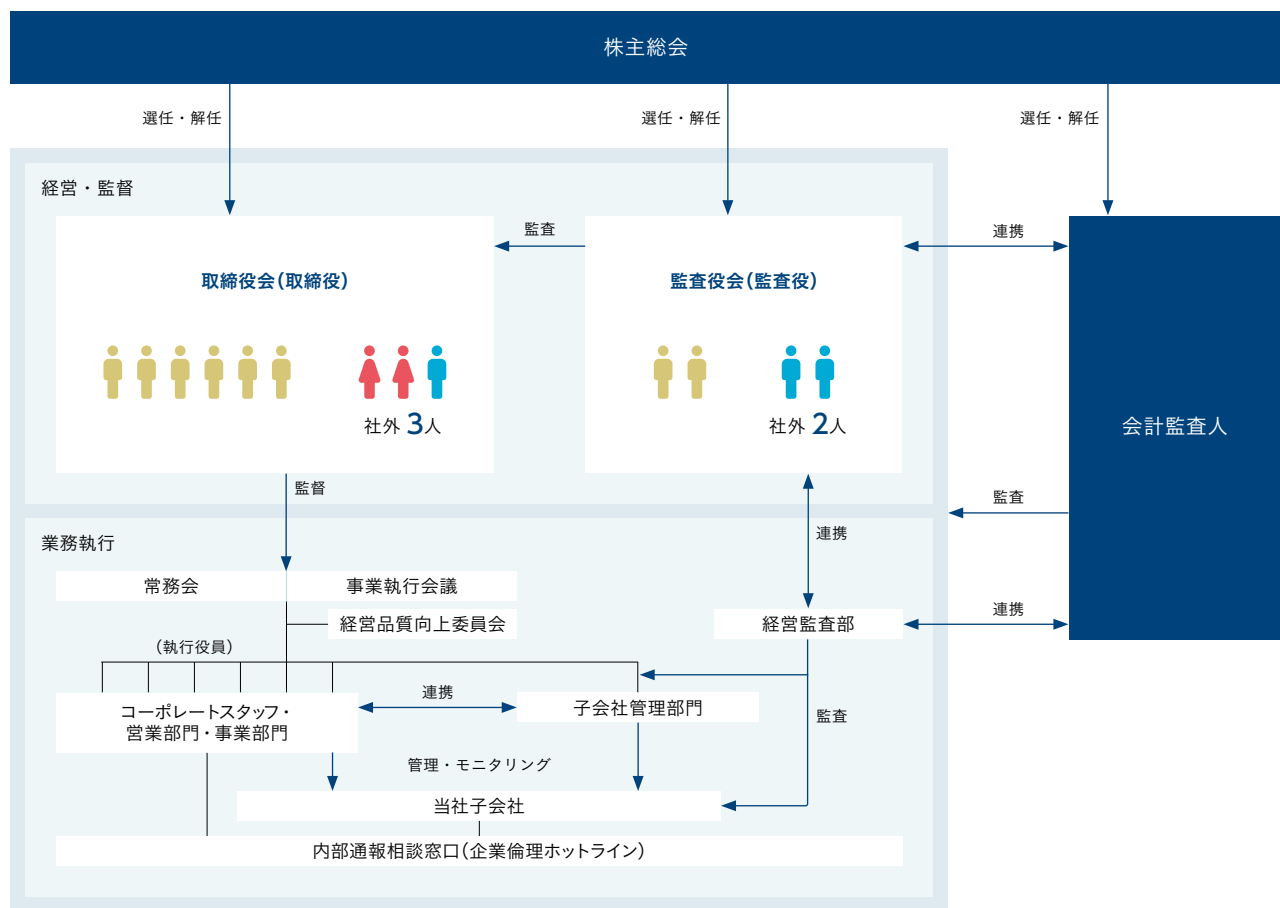 株主総会
選任・解任
選任・解任
選任・解任
経営・監督
監査
連携
取締役会(取締役)
監査役会(監査役)
社外 3人
社外 2人
会計監査人
監督
監査
業務執行
連携
常務会
事業執行会議
経営品質向上委員会
経営監査部
連携
(執行役員)
連携
コーポレートスタッフ・
営業部門・事業部門
子会社管理部門
監査
管理・モニタリング
当社子会社
内部通報相談窓口(企業倫理ホットライン)